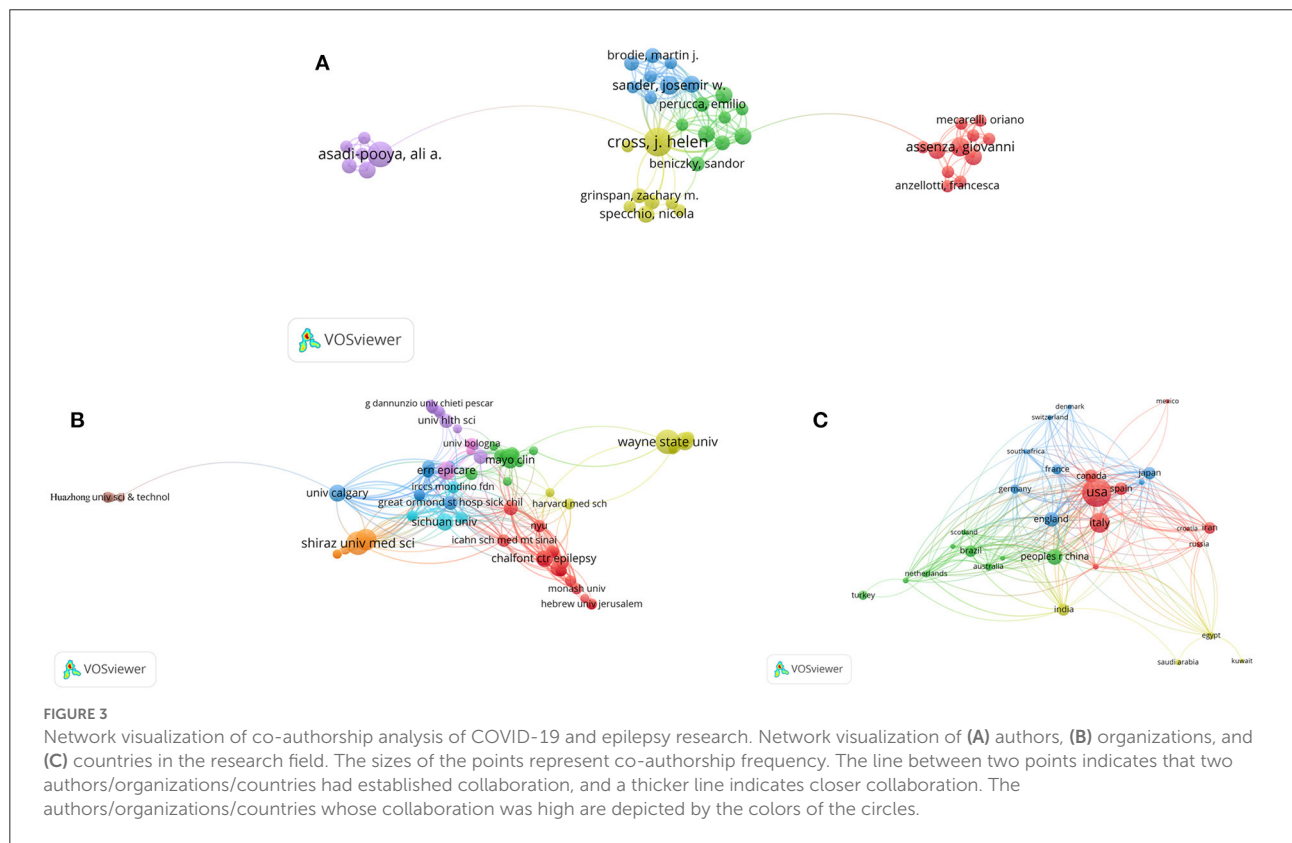 A
brodie, martin j.
sander, josemir w.
perucca, emilio
mecarelli, oriano
asadi-pooya, ali a.
cross, j. helen
assenza, giovanni
beniczky, sandor
anzellotti, francesca
grinspan, zachary m.
specchio, nicola
VOSviewer
B
g dannunzio univ chieti pescar
univ hlth sci
univ bologna
wayne state univ
mayo clin
ern epicare
irccs mondino fdn
Huazhong univ sci & technol
univ calgary
great ormond st hosp sick chil
harvard med sch
sichuan univ
nyu
shiraz univ med sci
icahn sch med mt sinai
chalfont ctr epilepsy
monash univ
hebrew univ jerusalem
VOSviewer
C
denmark
mexico
switzerland
south africa
france
canada
japan
germany
usa
spain
england
italy
iran
croatia
scotland
russia
brazil
peoples r china
australia
netherlands
turkey
india
egypt
saudi arabia
kuwait
VOSviewer
FIGURE 3
Network visualization of co-authorship analysis of COVID-19 and epilepsy research. Network visualization of (A) authors, (B) organizations, and
(C) countries in the research field. The sizes of the points represent co-authorship frequency. The line between two points indicates that two
authors/organizations/countries had established collaboration, and a thicker line indicates closer collaboration. The
authors/organizations/countries whose collaboration was high are depicted by the colors of the circles.